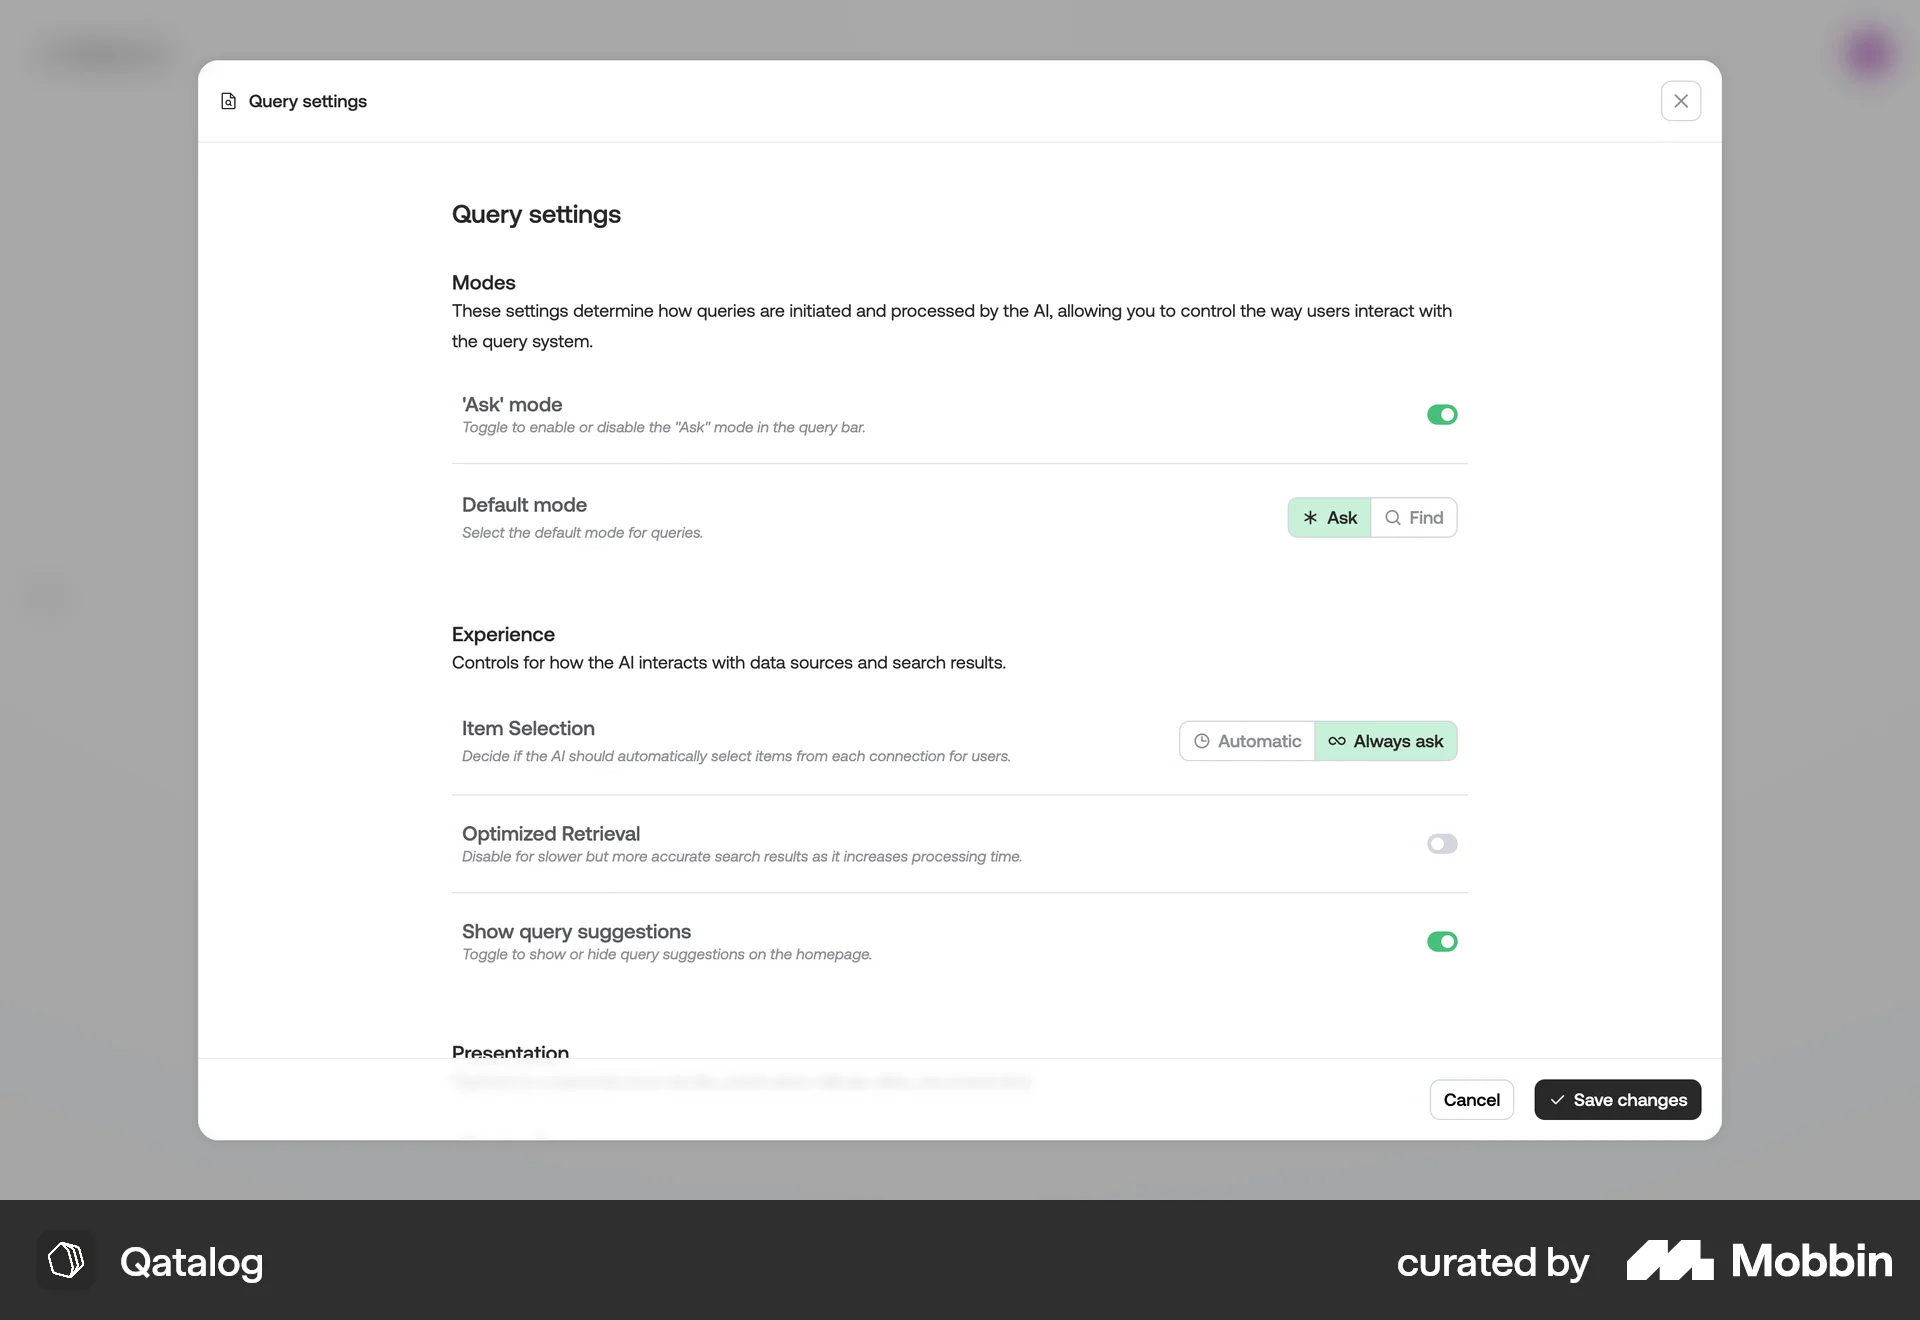 Query settings
Query settings
Modes
These settings determine how queries are initiated and processed by the AI, allowing you to control the way users interact with
the query system.
'Ask' mode
Toggle to enable or disable the "Ask" mode in the query bar.
Default mode
Select the default mode for queries.
Ask
Find
Experience
Controls for how the AI interacts with data sources and search results.
Item Selection
Decide if the AI should automatically select items from each connection for users.
Automatic
Always ask
Optimized Retrieval
Disable for slower but more accurate search results as it increases processing time.
Show query suggestions
Toggle to show or hide query suggestions on the homepage.
Presentation
Cancel
Save changes
Qatalog
curated by
Mobbin